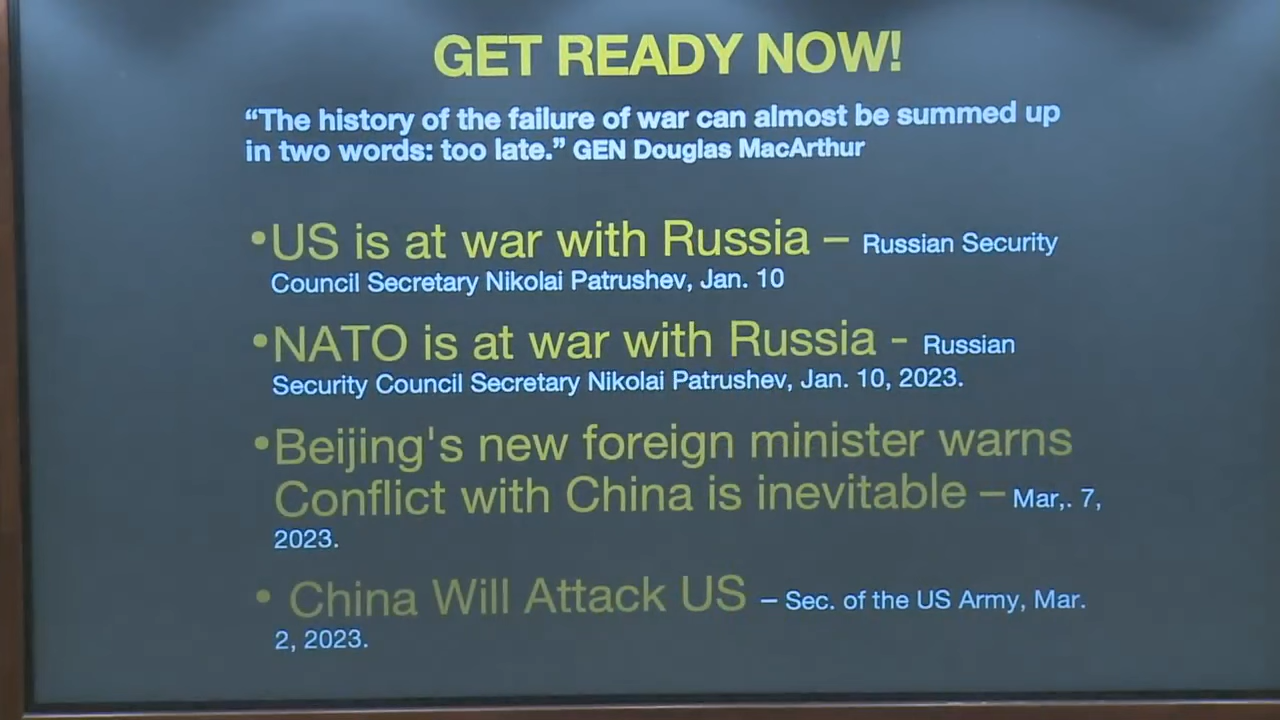 GET READY NOW!
“The history of the failure of war can almost be summed up
in two words: too late.” GEN Douglas MacArthur
•US is at war with Russia – Russian Security
Council Secretary Nikolai Patrushev, Jan. 10
•NATO is at war with Russia - Russian
Security Council Secretary Nikolai Patrushev, Jan. 10, 2023.
•Beijing's new foreign minister warns
Conflict with China is inevitable – Mar,. 7,
2023.
• China Will Attack US – Sec. of the US Army, Mar.
2, 2023.